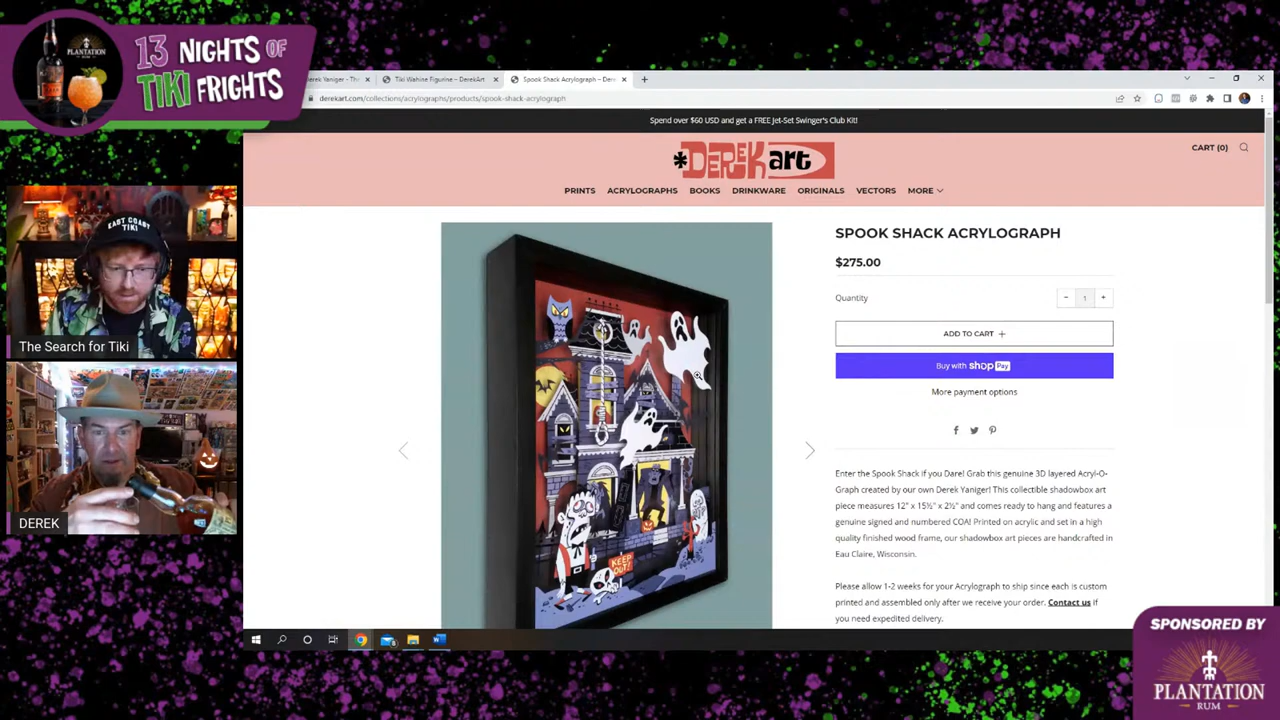 PLANTATION
13 NIGHTS OF
TIKI FRIGHTS
Derek Yaniger - Th
Tiki Wahine Figurine – DerekArt
Spook Shack Acrylograph – Dere
derekart.com/collections/acrylographs/products/spook-shack-acrylograph
Spend over $60 USD and get a FREE Jet-Set Swinger's Club Kit!
*DEREK art
CART (0)
PRINTS ACRYLOGRAPHS BOOKS DRINKWARE ORIGINALS VECTORS MORE
SPOOK SHACK ACRYLOGRAPH
$275.00
Quantity
− 1 +
ADD TO CART +
Buy with shop Pay
More payment options
Enter the Spook Shack if you Dare! Grab this genuine 3D layered Acryl-O-
Graph created by our own Derek Yaniger! This collectible shadowbox art
piece measures 12" x 15½" x 2½" and comes ready to hang and features a
genuine signed and numbered COA! Printed on acrylic and set in a high
quality finished wood frame, our shadowbox art pieces are handcrafted in
Eau Claire, Wisconsin.
Please allow 1-2 weeks for your Acrylograph to ship since each is custom
printed and assembled only after we receive your order. Contact us if
you need expedited delivery.
KEEP
OUT!
EAST COAST
TIKI
The Search for Tiki
DEREK
SPONSORED BY
PLANTATION
RUM